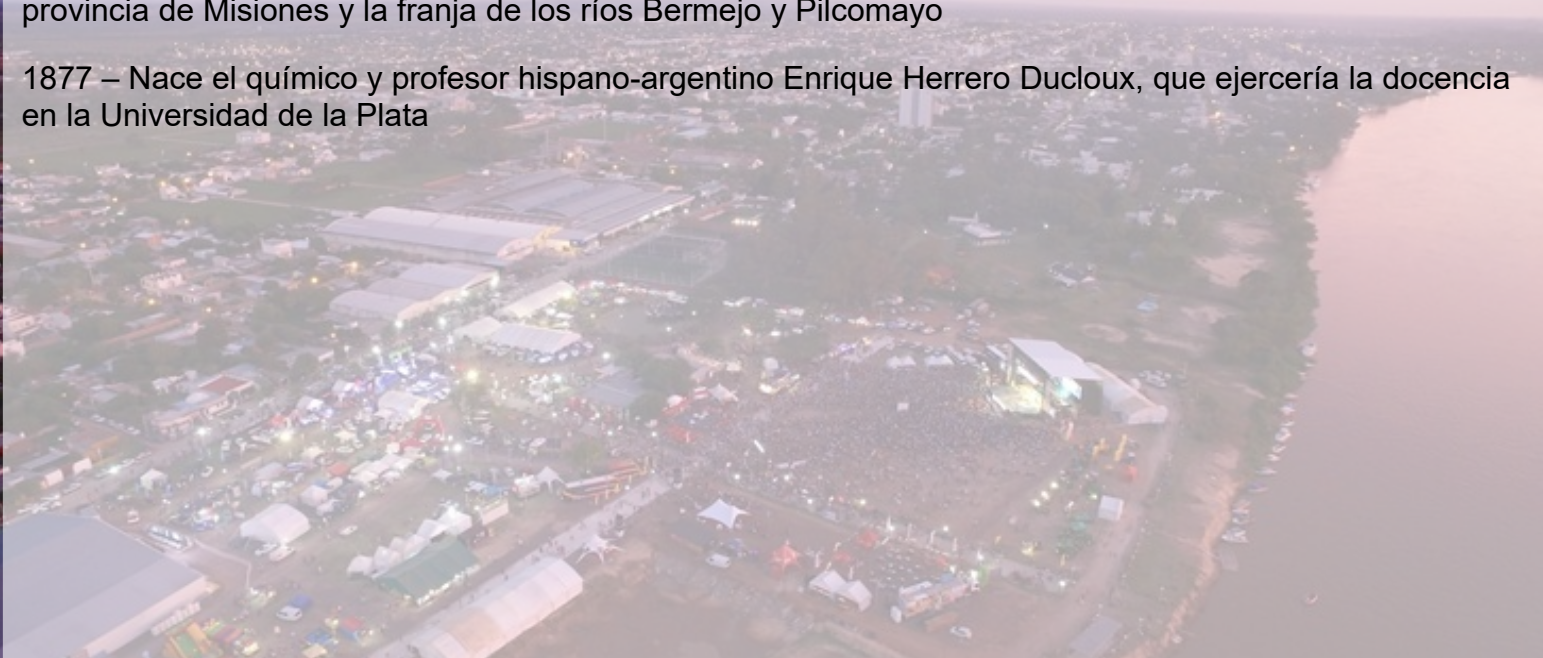 provincia de Misiones y la franja de los ríos Bermejo y Pilcomayo
1877 – Nace el químico y profesor hispano-argentino Enrique Herrero Ducloux, que ejercería la docencia
en la Universidad de la Plata